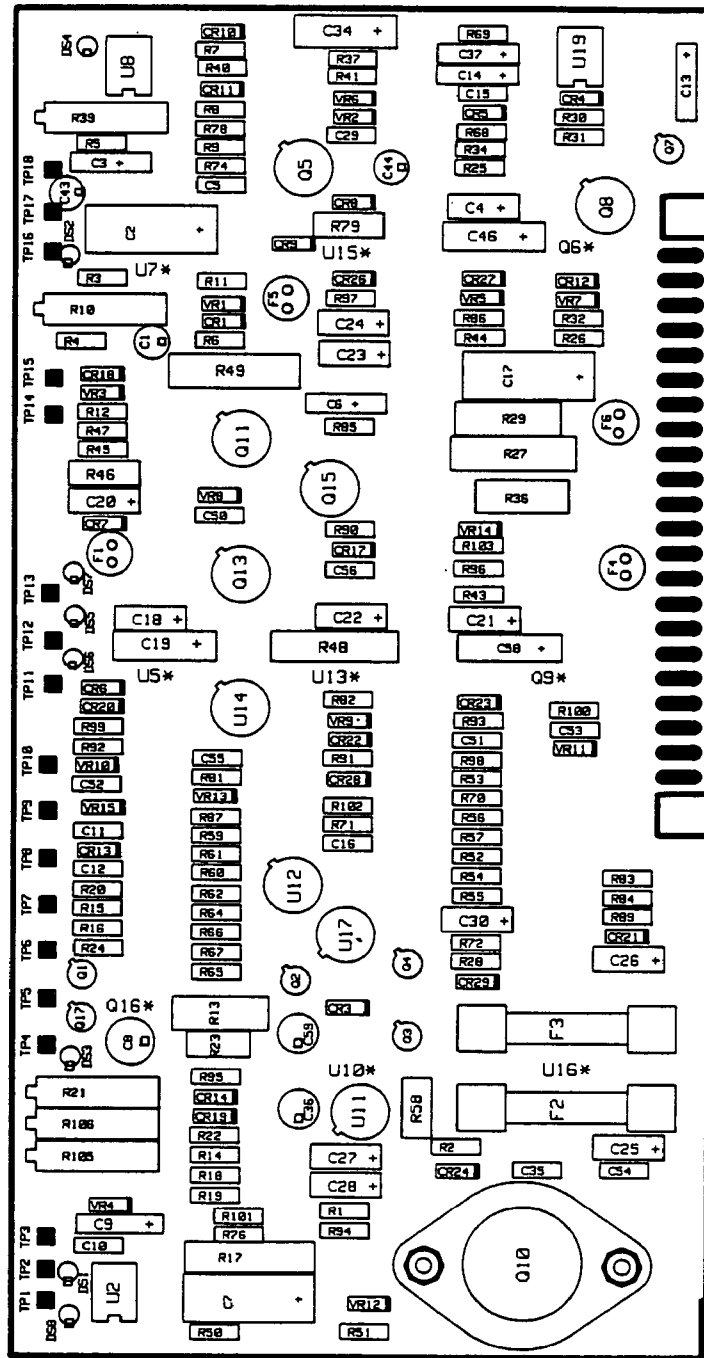 DS4
U8
CR10
R7
R40
CR11
R8
R78
R9
R74
C5
C34 +
R37
R41
VR6
VR2
C29
R69
C37 +
C14 +
C15
CR5
R68
R34
R25
U19
CR4
R30
R31
C13 +
Q7
R39
R5
C3 +
Q5
C44
TP18
C43
TP17
DS2
TP16
C2 +
U7*
CR8
R79
CR9
U15*
C4 +
C46 +
Q8
Q6*
R3
R10
R4
C1
R11
VR1
CR1
R6
F5
CR26
R97
C24 +
C23 +
CR27
VR5
R86
R44
CR12
VR7
R32
R26
TP15
TP14
CR18
VR3
R12
R47
R45
R46
C20 +
CR7
R49
Q11
C6 +
R85
C17 +
R29
R27
R36
F6
VR8
C50
Q15
F1
Q13
R90
CR17
C56
VR14
R103
R96
R43
F4
DS7
TP13
DS5
TP12
DS6
TP11
C18 +
C19 +
U5*
C22 +
R48
U13*
C21 +
C58 +
Q9*
CR6
CR20
R99
R92
VR10
C52
VR15
C11
CR13
C12
R20
R15
R16
R24
TP10
TP9
TP8
TP7
TP6
U14
C55
R81
VR13
R87
R59
R61
R60
R62
R64
R66
R67
R65
R82
VR9
CR22
R91
CR28
R102
R71
C16
CR23
R93
C51
R98
R53
R70
R56
R57
R52
R54
R55
C30 +
R72
R28
CR29
R100
C53
VR11
U12
U17
R83
R84
R89
CR21
C26 +
Q1
TP5
Q17
Q16*
TP4
DS3
C8
R13
R23
Q2
C59
CR3
Q4
Q3
F3
U10*
U16*
R21
R106
R105
R95
CR14
CR19
R22
R14
R18
R19
C36
U11
R58
F2
R2
C27 +
C28 +
CR24
C35
C25 +
C54
VR4
C9 +
C10
TP3
TP2
TP1
DS1
DS8
U2
R101
R76
R17
C7 +
R50
R1
R94
VR12
R51
Q10